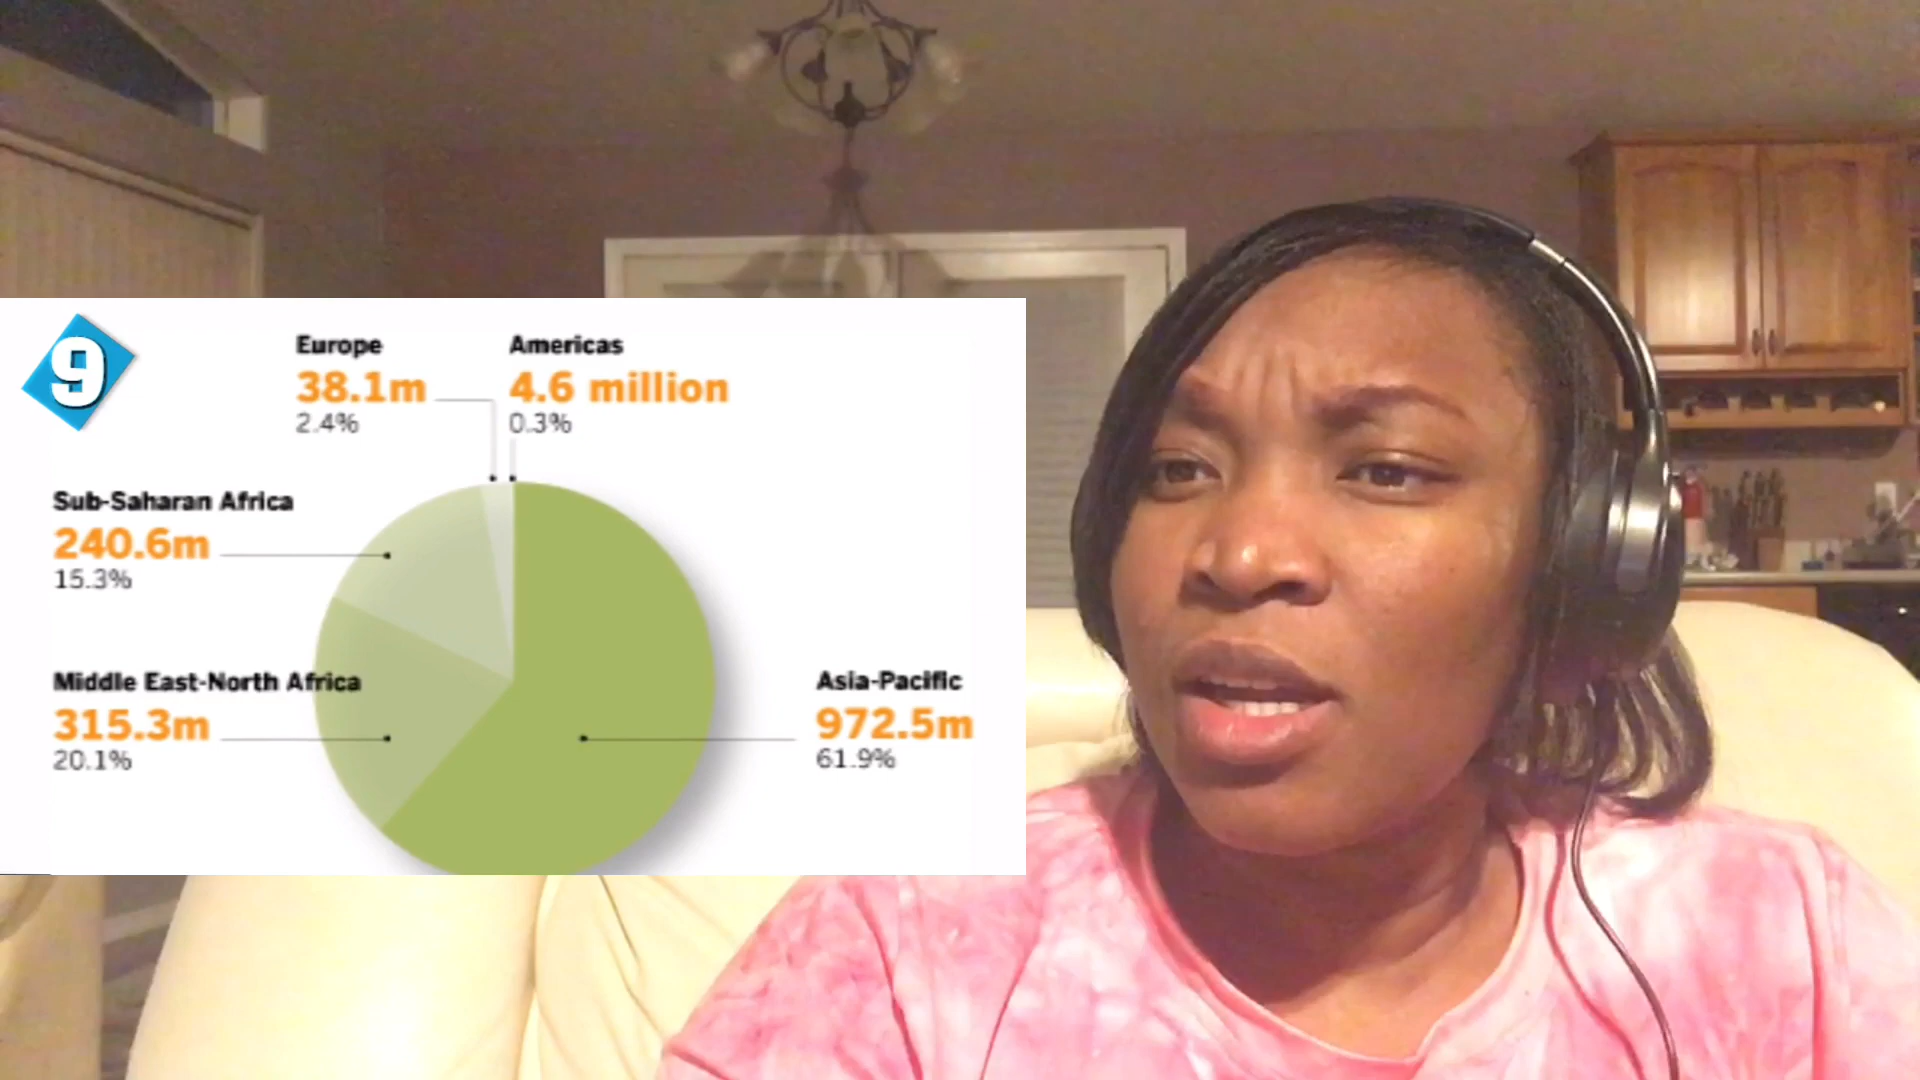 9
Europe
38.1m
2.4%
Americas
4.6 million
0.3%
Sub-Saharan Africa
240.6m
15.3%
Middle East-North Africa
315.3m
20.1%
Asia-Pacific
972.5m
61.9%